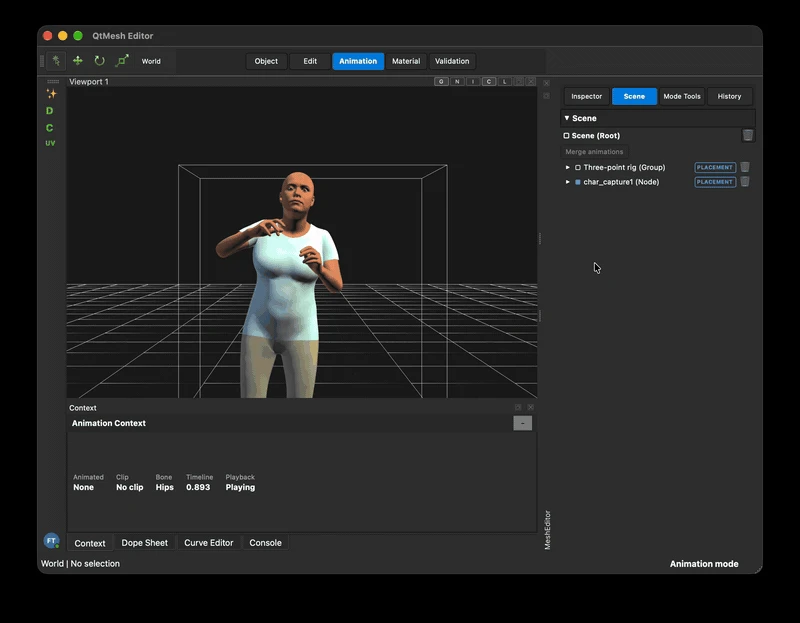 QtMesh Editor
World
Object Edit Animation Material Validation
Viewport 1
G N I C L
D
C
UV
Inspector Scene Mode Tools History
▼ Scene
Scene (Root)
Merge animations
Three-point rig (Group) PLACEMENT
char_capture1 (Node) PLACEMENT
Context
Animation Context
-
Animated Clip Bone Timeline Playback
None No clip Hips 0.893 Playing
MeshEditor
FT
Context Dope Sheet Curve Editor Console
World | No selection
Animation mode